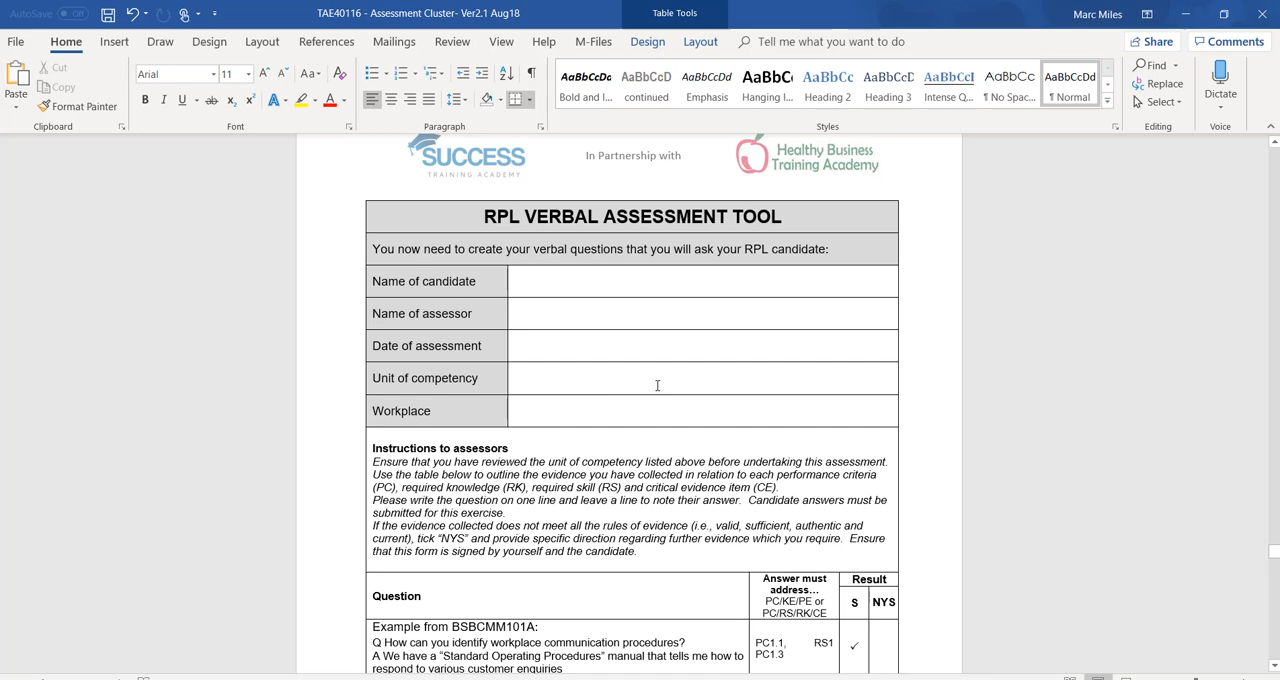 AutoSave Off TAE40116 - Assessment Cluster- Ver2.1 Aug18 Table Tools Marc Miles
File Home Insert Draw Design Layout References Mailings Review View Help M-Files Design Layout Tell me what you want to do Share Comments
Paste Cut Copy Format Painter
Arial 11
AaBbCcDc Bold and I...
AaBbCcD continued
AaBbCcDd Emphasis
AaBbCc Hanging I...
AaBbCc Heading 2
AaBbCcD Heading 3
AaBbCcI Intense Q...
AaBbCc ¶ No Spac...
AaBbCcDd ¶ Normal
Find
Replace
Select
Dictate
Clipboard Font Paragraph Styles Editing Voice
SUCCESS
TRAINING ACADEMY
In Partnership with
Healthy Business
Training Academy
RPL VERBAL ASSESSMENT TOOL
You now need to create your verbal questions that you will ask your RPL candidate:
Name of candidate
Name of assessor
Date of assessment
Unit of competency
Workplace
Instructions to assessors
Ensure that you have reviewed the unit of competency listed above before undertaking this assessment.
Use the table below to outline the evidence you have collected in relation to each performance criteria
(PC), required knowledge (RK), required skill (RS) and critical evidence item (CE).
Please write the question on one line and leave a line to note their answer. Candidate answers must be
submitted for this exercise.
If the evidence collected does not meet all the rules of evidence (i.e., valid, sufficient, authentic and
current), tick “NYS” and provide specific direction regarding further evidence which you require. Ensure
that this form is signed by yourself and the candidate.
Question
Answer must
address…
PC/KE/PE or
PC/RS/RK/CE
Result
S NYS
Example from BSBCMM101A:
Q How can you identify workplace communication procedures?
A We have a “Standard Operating Procedures” manual that tells me how to
respond to various customer enquiries
PC1.1, RS1
PC1.3
✓